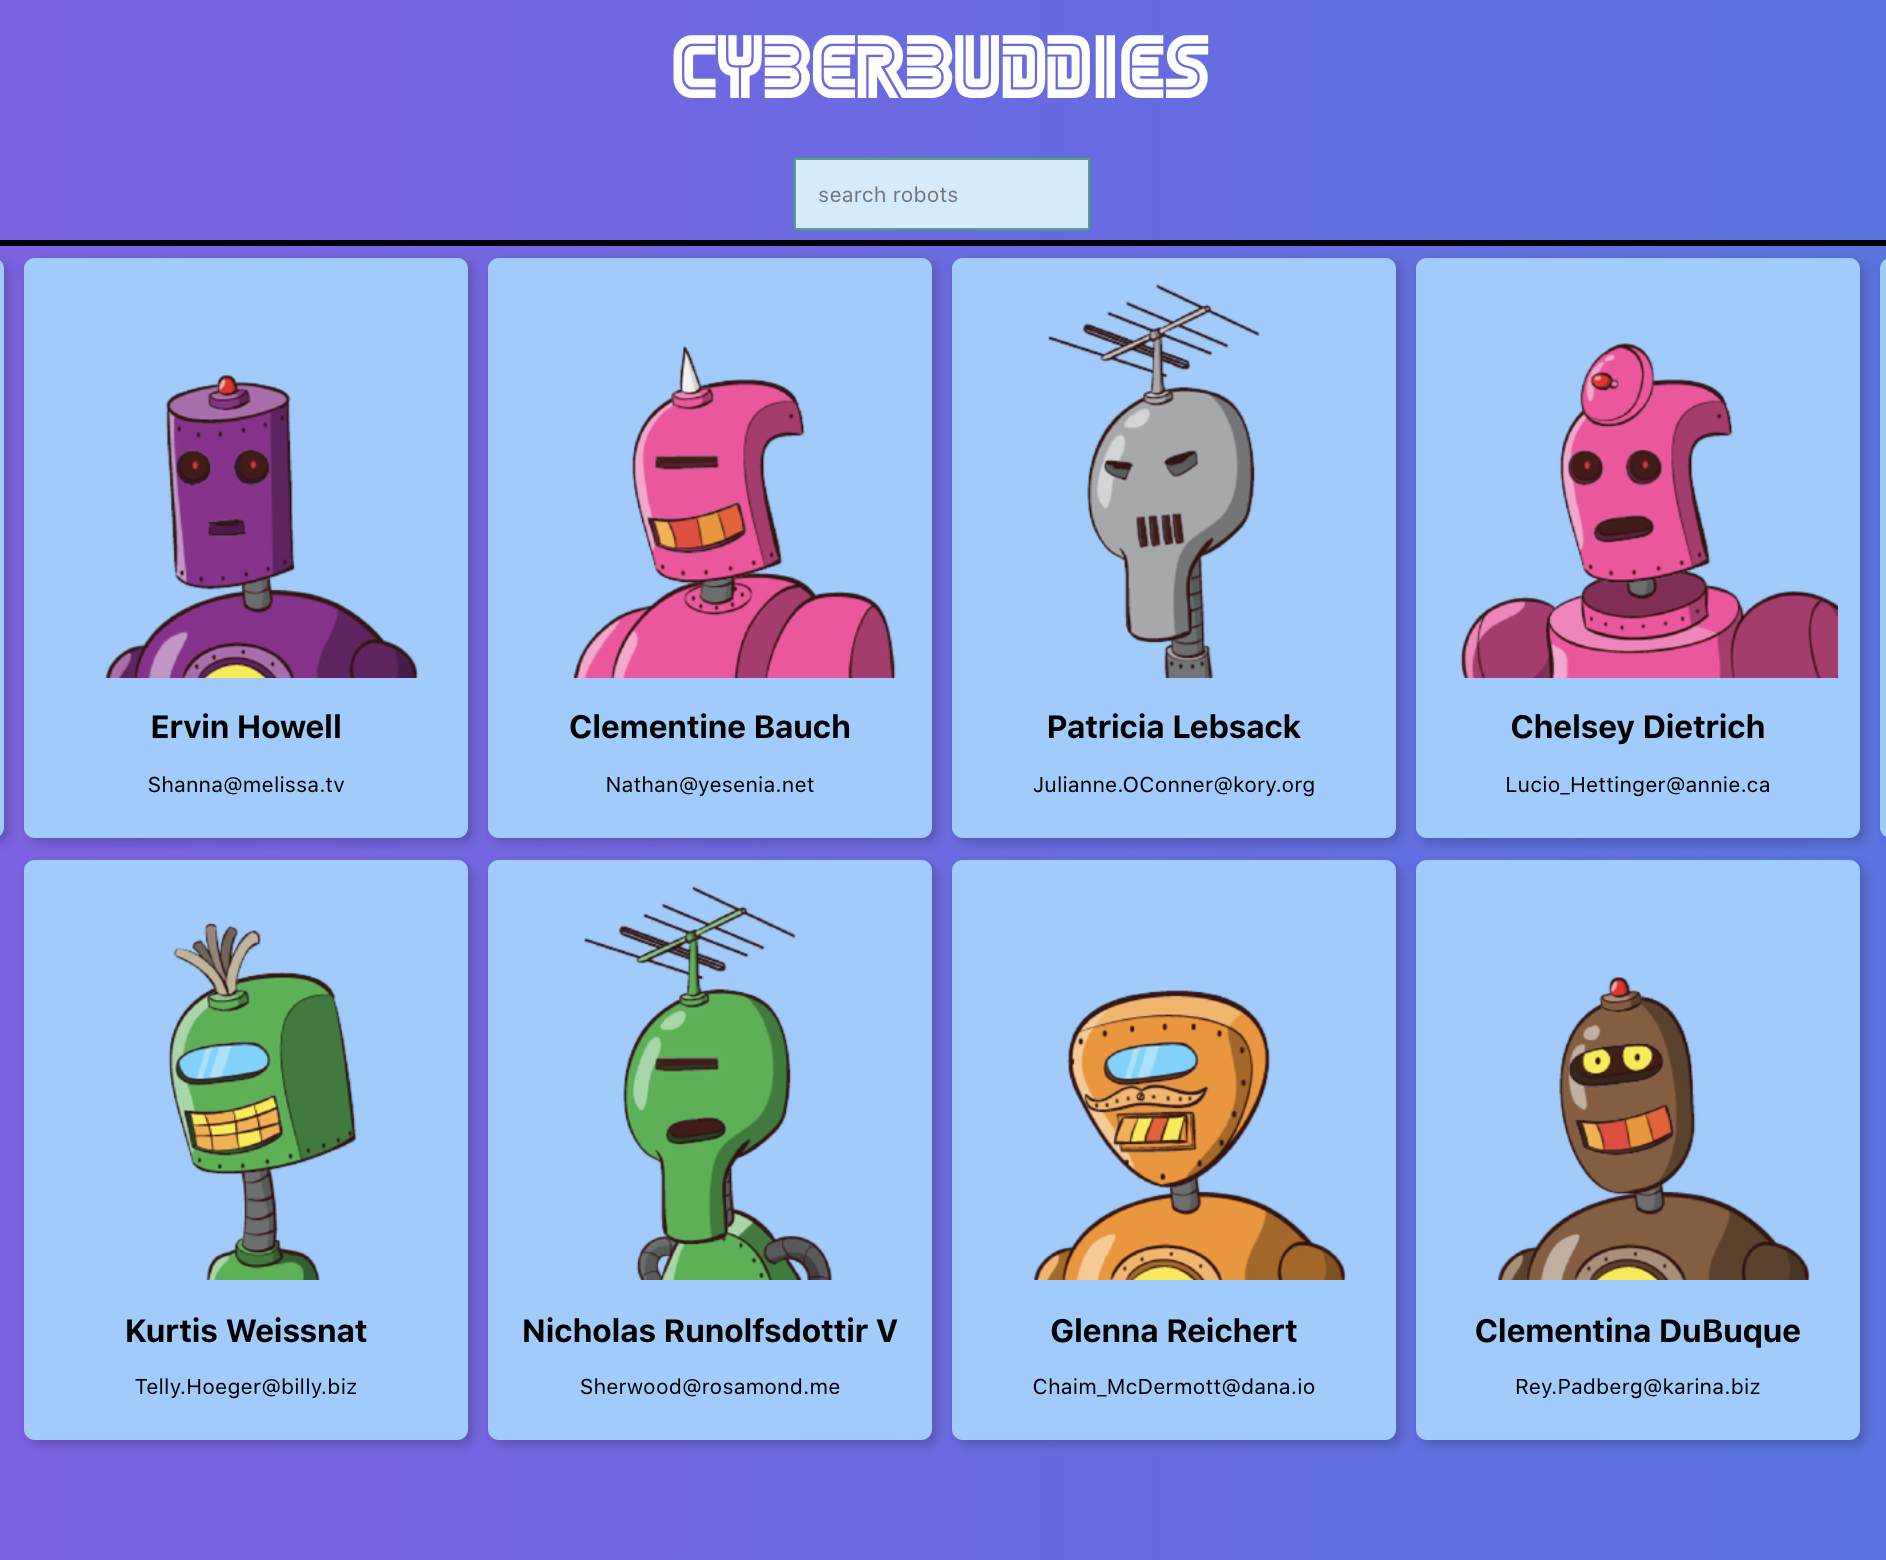 CYBERBUDDIES
search robots
Ervin Howell
Shanna@melissa.tv
Clementine Bauch
Nathan@yesenia.net
Patricia Lebsack
Julianne.OConner@kory.org
Chelsey Dietrich
Lucio_Hettinger@annie.ca
Kurtis Weissnat
Telly.Hoeger@billy.biz
Nicholas Runolfsdottir V
Sherwood@rosamond.me
Glenna Reichert
Chaim_McDermott@dana.io
Clementina DuBuque
Rey.Padberg@karina.biz